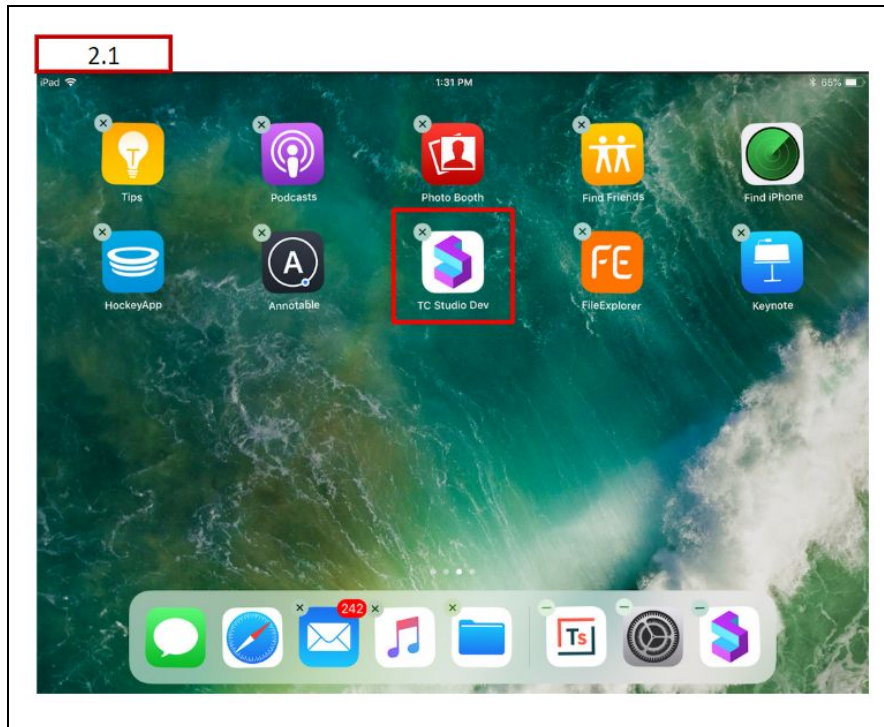 2.1
iPad 1:31 PM 65%
Tips Podcasts Photo Booth Find Friends Find iPhone
A FE
HockeyApp Annotable TC Studio Dev FileExplorer Keynote
242
Ts